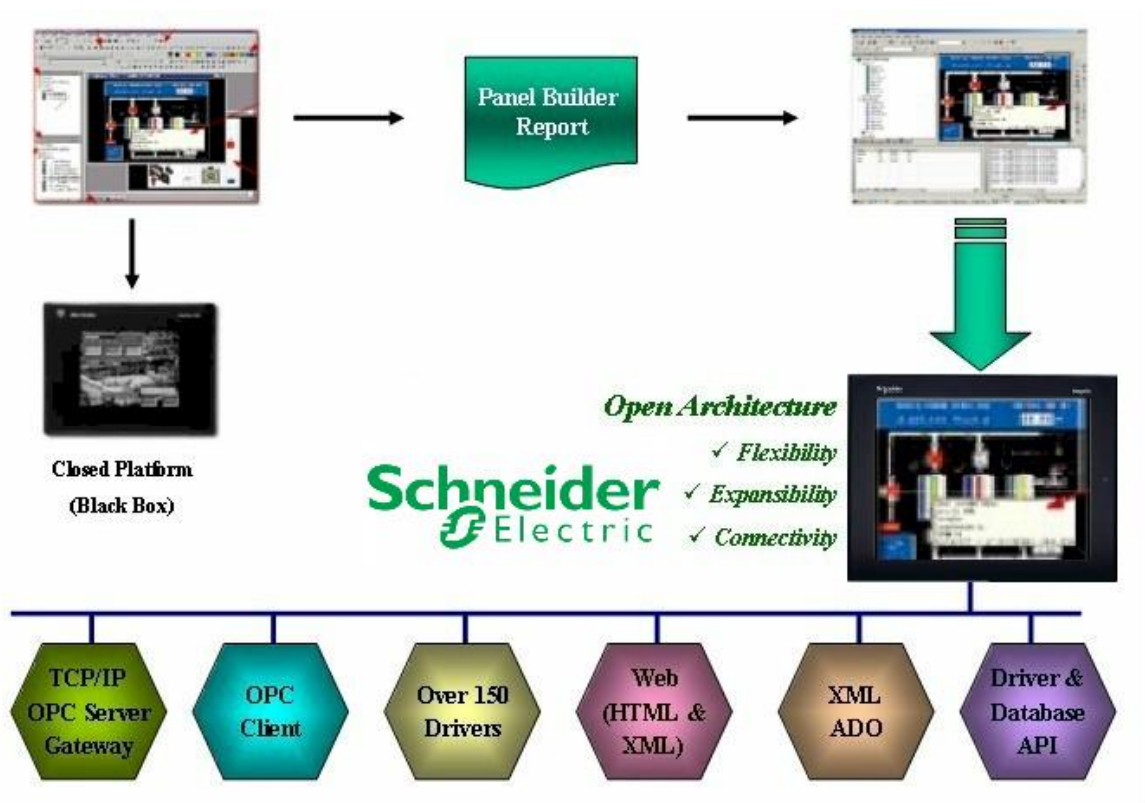 Panel Builder
Report
Closed Platform
(Black Box)
Open Architecture
✓ Flexibility
✓ Expansibility
✓ Connectivity
Schneider
Electric
TCP/IP
OPC Server
Gateway
OPC
Client
Over 150
Drivers
Web
(HTML &
XML)
XML
ADO
Driver &
Database
API